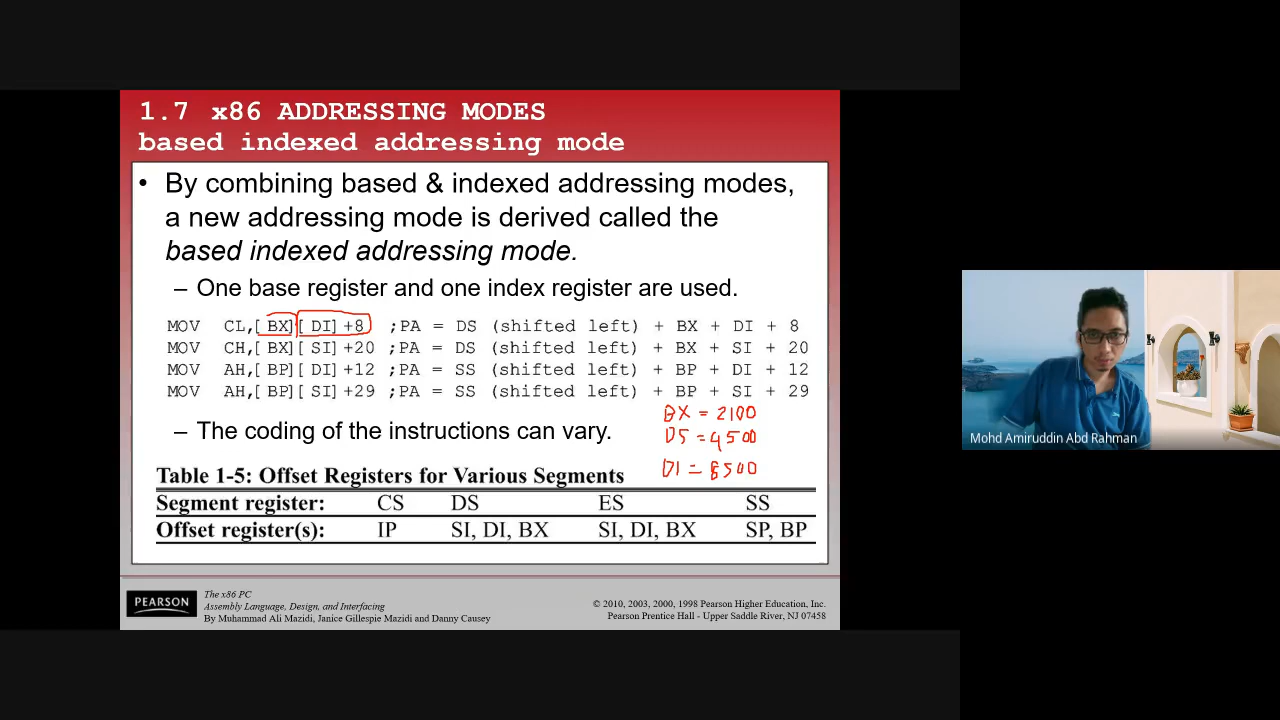 1.7 x86 ADDRESSING MODES
based indexed addressing mode
• By combining based & indexed addressing modes,
a new addressing mode is derived called the
based indexed addressing mode.
– One base register and one index register are used.
MOV CL,[BX][DI]+8 ;PA = DS (shifted left) + BX + DI + 8
MOV CH,[BX][SI]+20 ;PA = DS (shifted left) + BX + SI + 20
MOV AH,[BP][DI]+12 ;PA = SS (shifted left) + BP + DI + 12
MOV AH,[BP][SI]+29 ;PA = SS (shifted left) + BP + SI + 29
BX = 2100
– The coding of the instructions can vary.
DS = 4500
DI = 8500
Table 1-5: Offset Registers for Various Segments
Segment register: CS DS ES SS
Offset register(s): IP SI, DI, BX SI, DI, BX SP, BP
PEARSON
The x86 PC
Assembly Language, Design, and Interfacing
By Muhammad Ali Mazidi, Janice Gillespie Mazidi and Danny Causey
© 2010, 2003, 2000, 1998 Pearson Higher Education, Inc.
Pearson Prentice Hall - Upper Saddle River, NJ 07458
Mohd Amiruddin Abd Rahman